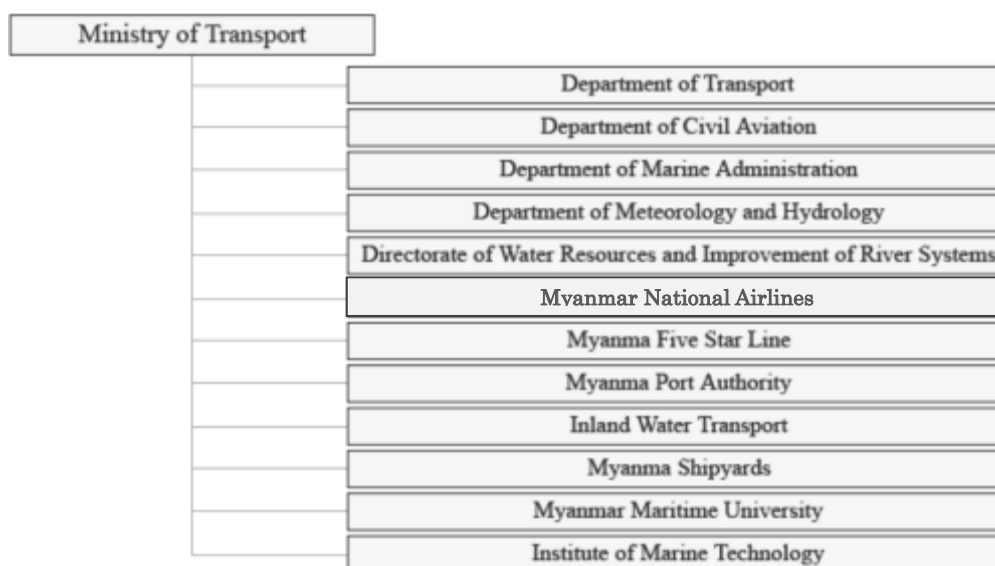 Ministry of Transport
Department of Transport
Department of Civil Aviation
Department of Marine Administration
Department of Meteorology and Hydrology
Directorate of Water Resources and Improvement of River Systems
Mvanmar National Airlines
Myanma Five Star Line
Myanma Port Authority
Inland Water Transport
Myanma Shipyards
Myanmar Maritime University
Institute of Marine Technology